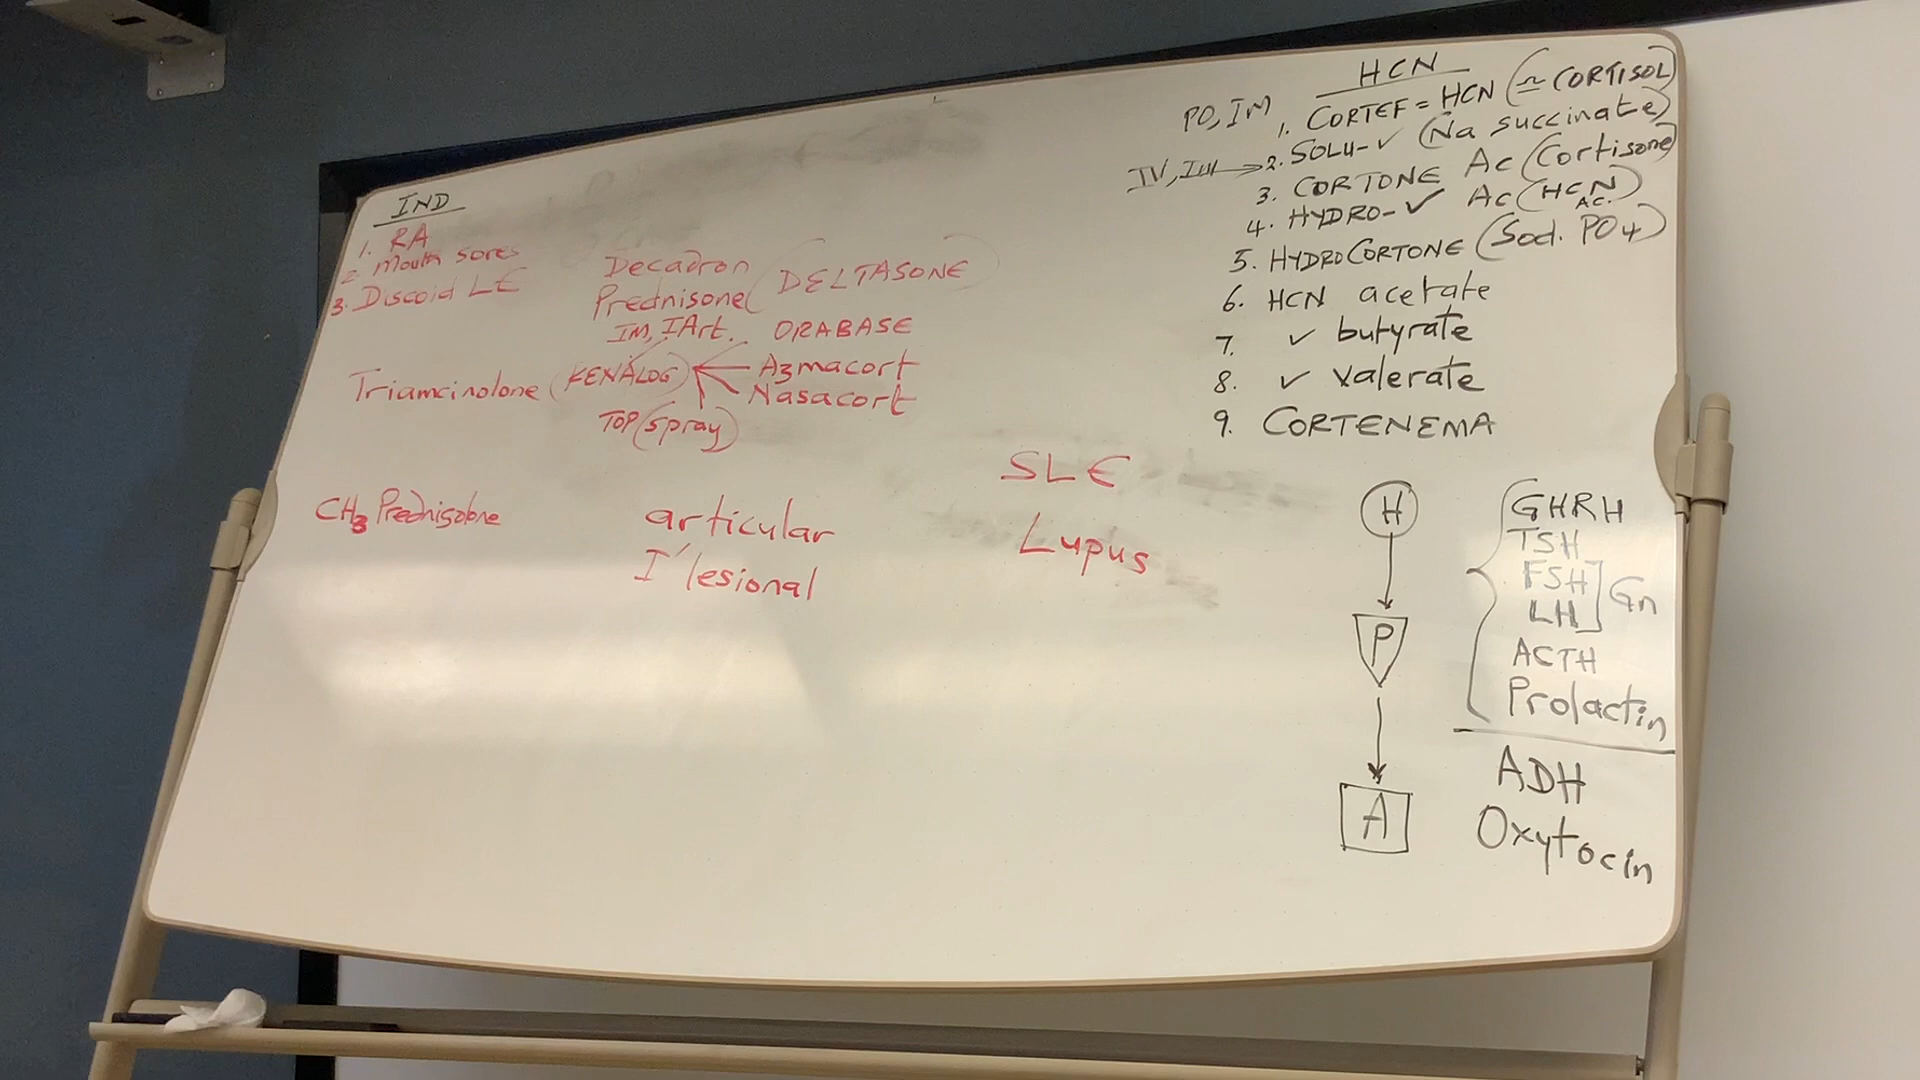 IND
1. RA
2. Mouth sores
3. Discoid LE
Decadron
Prednisone (DELTASONE)
IM, IArt. ORABASE
Triamcinolone (KENALOG) Azmacort
Nasacort
TOP (spray)
CH3 Prednisolone
articular
I' lesional
SLE
Lupus
HCN
PO, IM 1. CORTEF = HCN (≃ CORTISOL)
IV, IM → 2. SOLU- ✓ (Na succinate)
3. CORTONE Ac (Cortisone)
4. HYDRO- ✓ Ac (HCN AC.)
5. HYDROCORTONE (Sod. PO4)
6. HCN acetate
7. ✓ butyrate
8. ✓ valerate
9. CORTENEMA
H
P
A
GHRH
TSH
FSH
LH
Gn
ACTH
Prolactin
ADH
Oxytocin